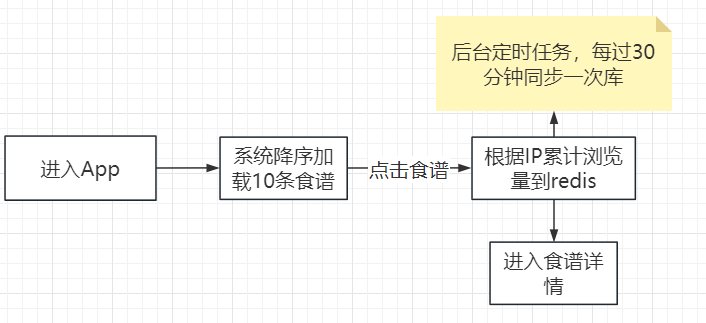 后台定时任务，每过30
分钟同步一次库
进入App
系统降序加
载10条食谱
点击食谱
根据IP累计浏览
量到redis
进入食谱详
情